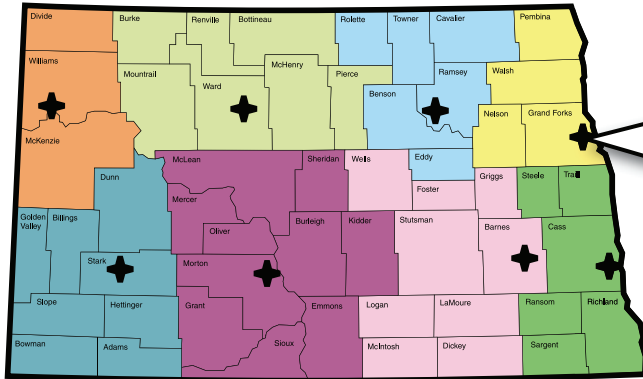 Divide
Burke
Renville
Bottineau
Rolette
Towner
Cavalier
Pembina
Williams
Mountrail
Ward
McHenry
Pierce
Benson
Ramsey
Walsh
Nelson
Grand Forks
McKenzie
Dunn
McLean
Sheridan
Wells
Eddy
Foster
Griggs
Steele
Traill
Golden
Valley
Billings
Mercer
Oliver
Burleigh
Kidder
Stutsman
Barnes
Cass
Stark
Morton
Slope
Hettinger
Grant
Emmons
Logan
LaMoure
Ransom
Richland
Bowman
Adams
Sioux
McIntosh
Dickey
Sargent